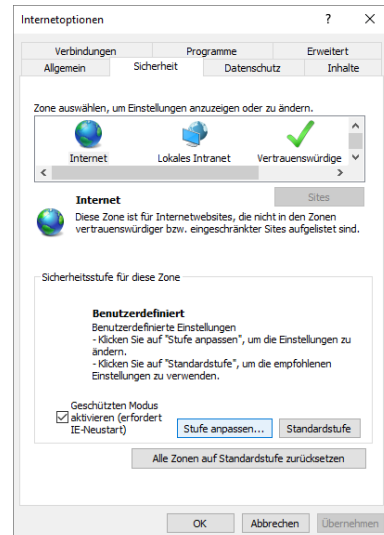 Internetoptionen ? X
Verbindungen Programme Erweitert
Allgemein Sicherheit Datenschutz Inhalte
Zone auswählen, um Einstellungen anzuzeigen oder zu ändern.
Internet Lokales Intranet Vertrauenswürdige
Internet
Sites
Diese Zone ist für Internetwebsites, die nicht in den Zonen
vertrauenswürdiger bzw. eingeschränkter Sites aufgelistet sind.
Sicherheitsstufe für diese Zone
Benutzerdefiniert
Benutzerdefinierte Einstellungen
- Klicken Sie auf "Stufe anpassen", um die Einstellungen zu
ändern.
- Klicken Sie auf "Standardstufe", um die empfohlenen
Einstellungen zu verwenden.
Geschützten Modus
aktivieren (erfordert
IE-Neustart)
Stufe anpassen... Standardstufe
Alle Zonen auf Standardstufe zurücksetzen
OK Abbrechen Übernehmen